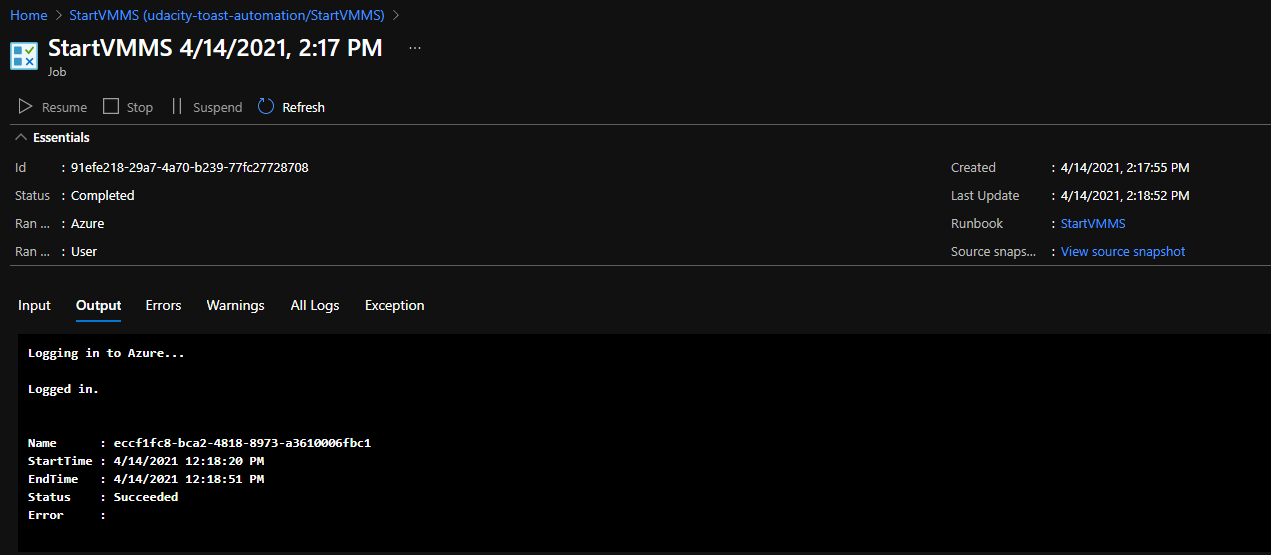 Home > StartVMMS (udacity-toast-automation/StartVMMS) >
StartVMMS 4/14/2021, 2:17 PM ...
Job
Resume Stop Suspend Refresh
Essentials
Id : 91efe218-29a7-4a70-b239-77fc27728708 Created : 4/14/2021, 2:17:55 PM
Status : Completed Last Update : 4/14/2021, 2:18:52 PM
Ran ... : Azure Runbook : StartVMMS
Ran ... : User Source snaps... : View source snapshot
Input Output Errors Warnings All Logs Exception
Logging in to Azure...
Logged in.
Name : eccf1fc8-bca2-4818-8973-a3610006fbc1
StartTime : 4/14/2021 12:18:20 PM
EndTime : 4/14/2021 12:18:51 PM
Status : Succeeded
Error :